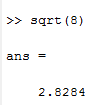 >> sqrt(8)
ans =
2.8284